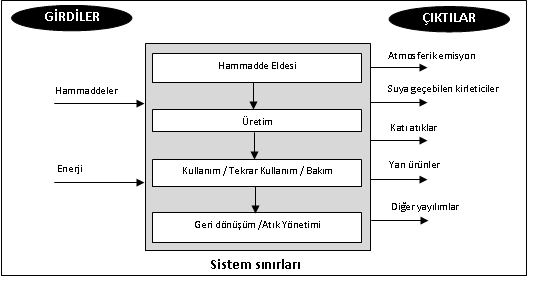 GİRDİLER
ÇIKTILAR
Hammadde Eldesi
Atmosferik emisyon
Hammaddeler
Suya geçebilen kirleticiler
Üretim
Katı atıklar
Enerji
Kullanım / Tekrar Kullanım / Bakım
Yan ürünler
Geri dönüşüm /Atık Yönetimi
Diğer yayılımlar
Sistem sınırları